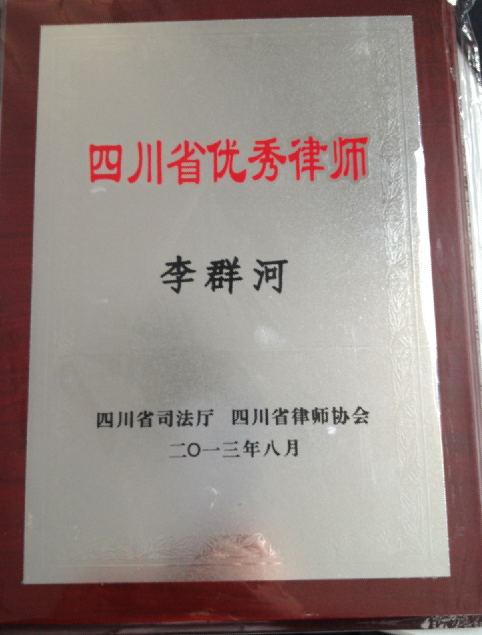 四川省优秀律师
李群河
四川省司法厅 四川省律师协会
二〇一三年八月